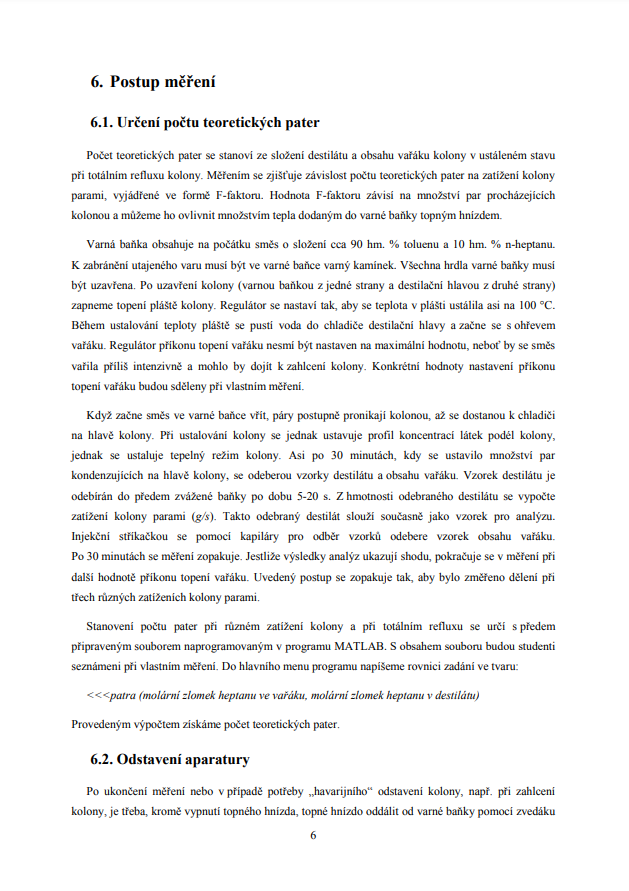 6. Postup měření
6.1. Určení počtu teoretických pater
Počet teoretických pater se stanoví ze složení destilátu a obsahu vařáku kolony v ustáleném stavu
při totálním refluxu kolony. Měřením se zjišťuje závislost počtu teoretických pater na zatížení kolony
parami, vyjádřené ve formě F-faktoru. Hodnota F-faktoru závisí na množství par procházejících
kolonou a můžeme ho ovlivnit množstvím tepla dodaným do varné baňky topným hnízdem.
Varná baňka obsahuje na počátku směs o složení cca 90 hm. % toluenu a 10 hm. % n-heptanu.
K zabránění utajeného varu musí být ve varné baňce varný kamínek. Všechna hrdla varné baňky musí
být uzavřena. Po uzavření kolony (varnou baňkou z jedné strany a destilační hlavou z druhé strany)
zapneme topení pláště kolony. Regulátor se nastaví tak, aby se teplota v plášti ustálila asi na 100 °C.
Během ustalování teploty pláště se pustí voda do chladiče destilační hlavy a začne se s ohřevem
vařáku. Regulátor příkonu topení vařáku nesmí být nastaven na maximální hodnotu, neboť by se směs
vařila příliš intenzivně a mohlo by dojít k zahlcení kolony. Konkrétní hodnoty nastavení příkonu
topení vařáku budou sděleny při vlastním měření.
Když začne směs ve varné baňce vřít, páry postupně pronikají kolonou, až se dostanou k chladiči
na hlavě kolony. Při ustalování kolony se jednak ustavuje profil koncentrací látek podél kolony,
jednak se ustaluje tepelný režim kolony. Asi po 30 minutách, kdy se ustavilo množství par
kondenzujících na hlavě kolony, se odeberou vzorky destilátu a obsahu vařáku. Vzorek destilátu je
odebírán do předem zvážené baňky po dobu 5-20 s. Z hmotnosti odebraného destilátu se vypočte
zatížení kolony parami (g/s). Takto odebraný destilát slouží současně jako vzorek pro analýzu.
Injekční stříkačkou se pomocí kapiláry pro odběr vzorků odebere vzorek obsahu vařáku.
Po 30 minutách se měření zopakuje. Jestliže výsledky analýz ukazují shodu, pokračuje se v měření při
další hodnotě příkonu topení vařáku. Uvedený postup se zopakuje tak, aby bylo změřeno dělení při
třech různých zatíženích kolony parami.
Stanovení počtu pater při různém zatížení kolony a při totálním refluxu se určí s předem
připraveným souborem naprogramovaným v programu MATLAB. S obsahem souboru budou studenti
seznámeni při vlastním měření. Do hlavního menu programu napíšeme rovnici zadání ve tvaru:
<<<patra (molární zlomek heptanu ve vařáku, molární zlomek heptanu v destilátu)
Provedeným výpočtem získáme počet teoretických pater.
6.2. Odstavení aparatury
Po ukončení měření nebo v případě potřeby „havarijního“ odstavení kolony, např. při zahlcení
kolony, je třeba, kromě vypnutí topného hnízda, topné hnízdo oddálit od varné baňky pomocí zvedáku
6